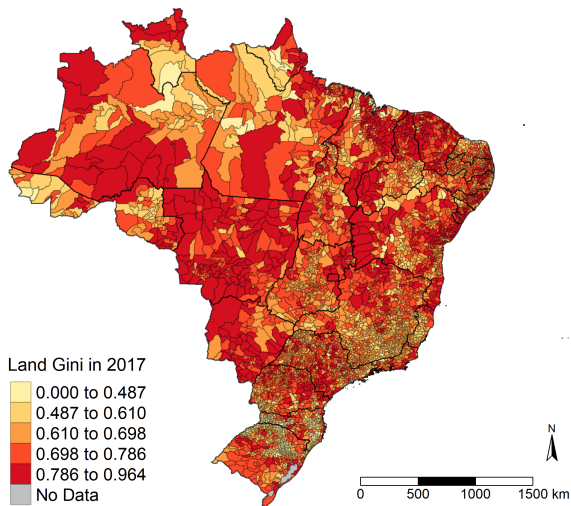 Land Gini in 2017
0.000 to 0.487
0.487 to 0.610
0.610 to 0.698
0.698 to 0.786
0.786 to 0.964
No Data
N
0 500 1000 1500 km